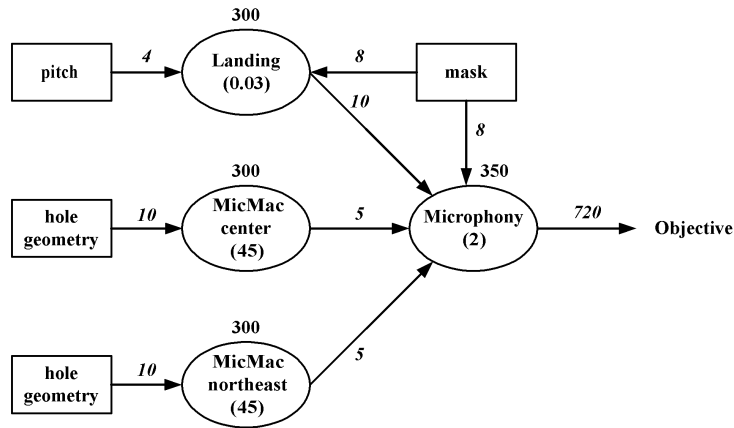 300
pitch
4
Landing
(0.03)
8
mask
10
8
300
350
hole
geometry
10
MicMac
center
(45)
5
Microphony
(2)
720
Objective
300
hole
geometry
10
MicMac
northeast
(45)
5